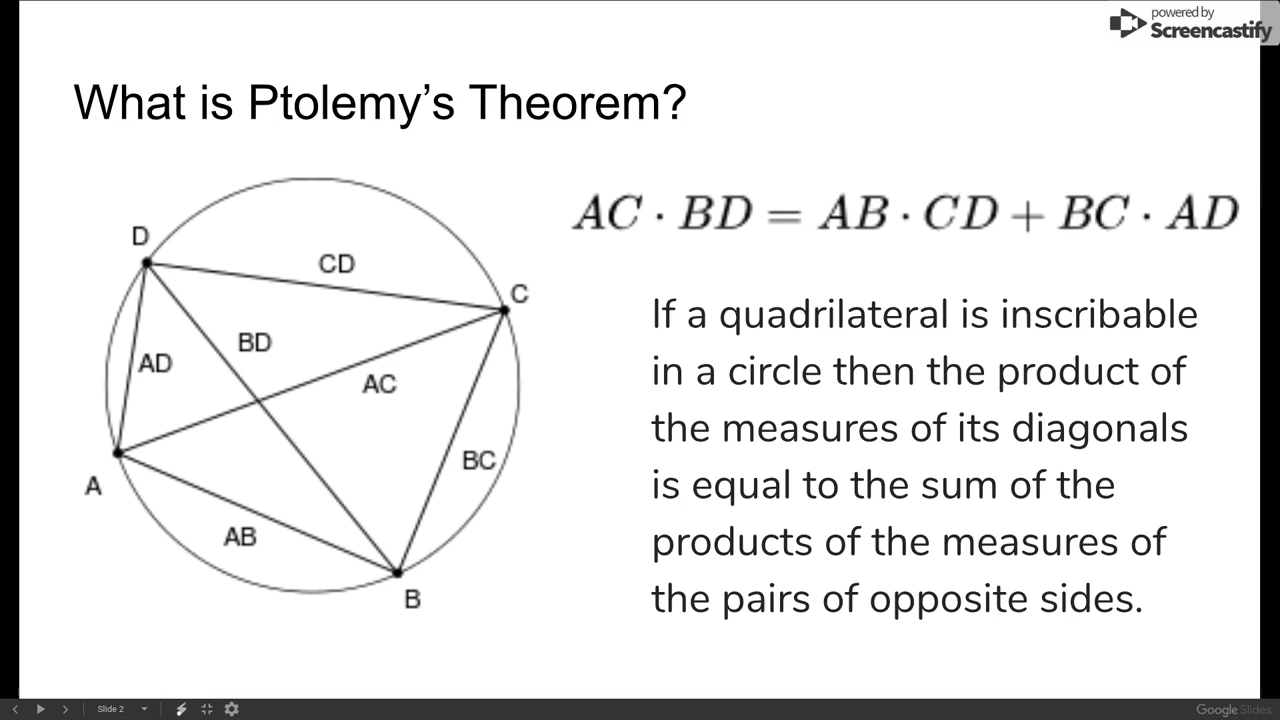 powered by
Screencastify
What is Ptolemy’s Theorem?
AC · BD = AB · CD + BC · AD
D
CD
C
BD
AD
AC
BC
A
AB
B
If a quadrilateral is inscribable
in a circle then the product of
the measures of its diagonals
is equal to the sum of the
products of the measures of
the pairs of opposite sides.
Slide 2
Google Slides